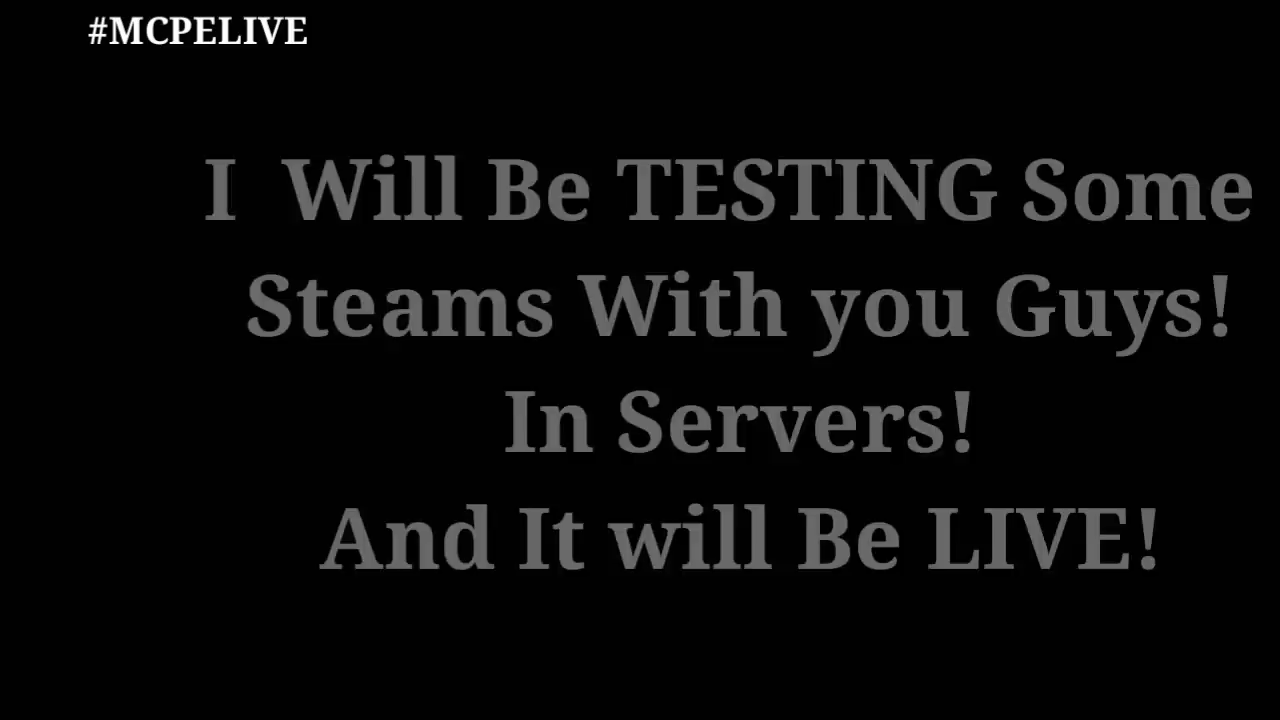 #MCPELIVE
I Will Be TESTING Some
Steams With you Guys!
In Servers!
And It will Be LIVE!